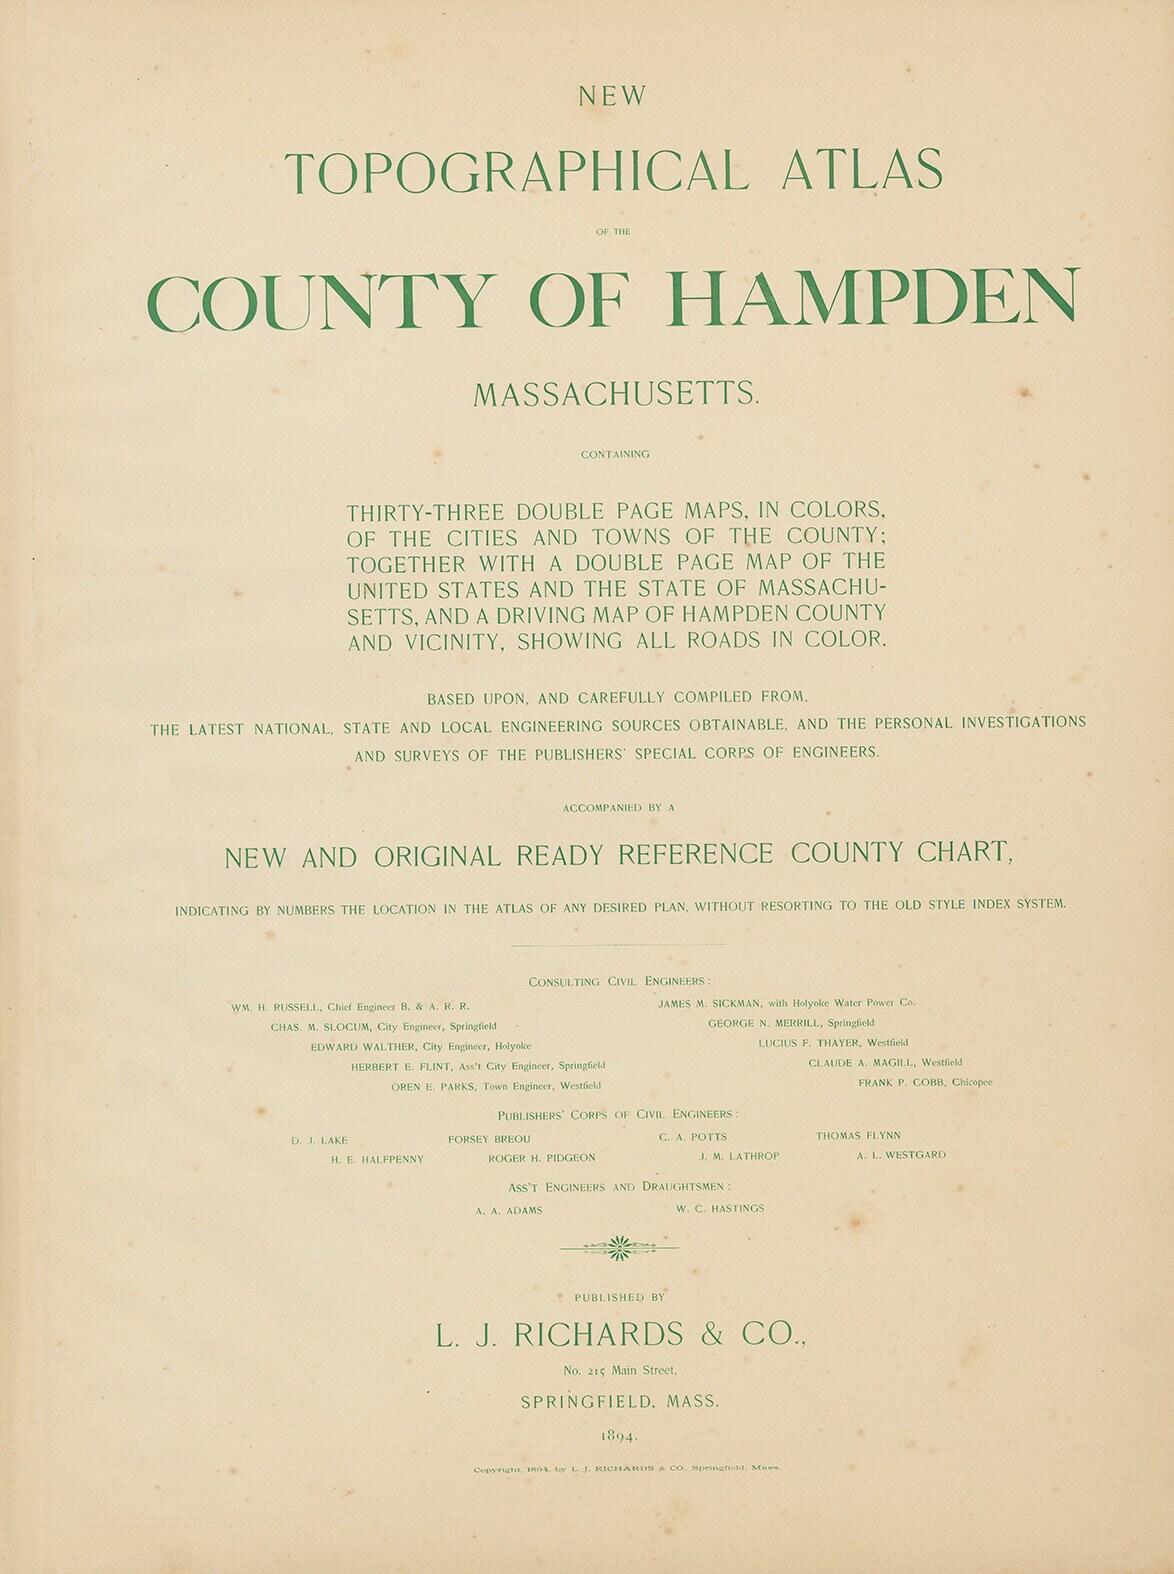 NEW
TOPOGRAPHICAL ATLAS
OF THE
COUNTY OF HAMPDEN
MASSACHUSETTS.
CONTAINING
THIRTY-THREE DOUBLE PAGE MAPS, IN COLORS,
OF THE CITIES AND TOWNS OF THE COUNTY;
TOGETHER WITH A DOUBLE PAGE MAP OF THE
UNITED STATES AND THE STATE OF MASSACHU-
SETTS, AND A DRIVING MAP OF HAMPDEN COUNTY
AND VICINITY, SHOWING ALL ROADS IN COLOR.
BASED UPON, AND CAREFULLY COMPILED FROM,
THE LATEST NATIONAL, STATE AND LOCAL ENGINEERING SOURCES OBTAINABLE, AND THE PERSONAL INVESTIGATIONS
AND SURVEYS OF THE PUBLISHERS' SPECIAL CORPS OF ENGINEERS.
ACCOMPANIED BY A
NEW AND ORIGINAL READY REFERENCE COUNTY CHART,
INDICATING BY NUMBERS THE LOCATION IN THE ATLAS OF ANY DESIRED PLAN, WITHOUT RESORTING TO THE OLD STYLE INDEX SYSTEM.
CONSULTING CIVIL ENGINEERS:
WM. H. RUSSELL, Chief Engineer B. & A. R. R. JAMES M. SICKMAN, with Holyoke Water Power Co.
CHAS. M. SLOCUM, City Engineer, Springfield GEORGE N. MERRILL, Springfield
EDWARD WALTHER, City Engineer, Holyoke LUCIUS F. THAYER, Westfield
HERBERT E. FLINT, Ass't City Engineer, Springfield CLAUDE A. MAGILL, Westfield
OREN E. PARKS, Town Engineer, Westfield FRANK P. COBB, Chicopee
PUBLISHERS' CORPS OF CIVIL ENGINEERS:
D. J. LAKE FORSEY BREOU C. A. POTTS THOMAS FLYNN
H. E. HALFPENNY ROGER H. PIDGEON J. M. LATHROP A. L. WESTGARD
ASS'T ENGINEERS AND DRAUGHTSMEN:
A. A. ADAMS W. C. HASTINGS
PUBLISHED BY
L. J. RICHARDS & CO.,
No. 215 Main Street,
SPRINGFIELD, MASS.
1894.
Copyright, 1894, by L. J. RICHARDS & CO., Springfield, Mass.